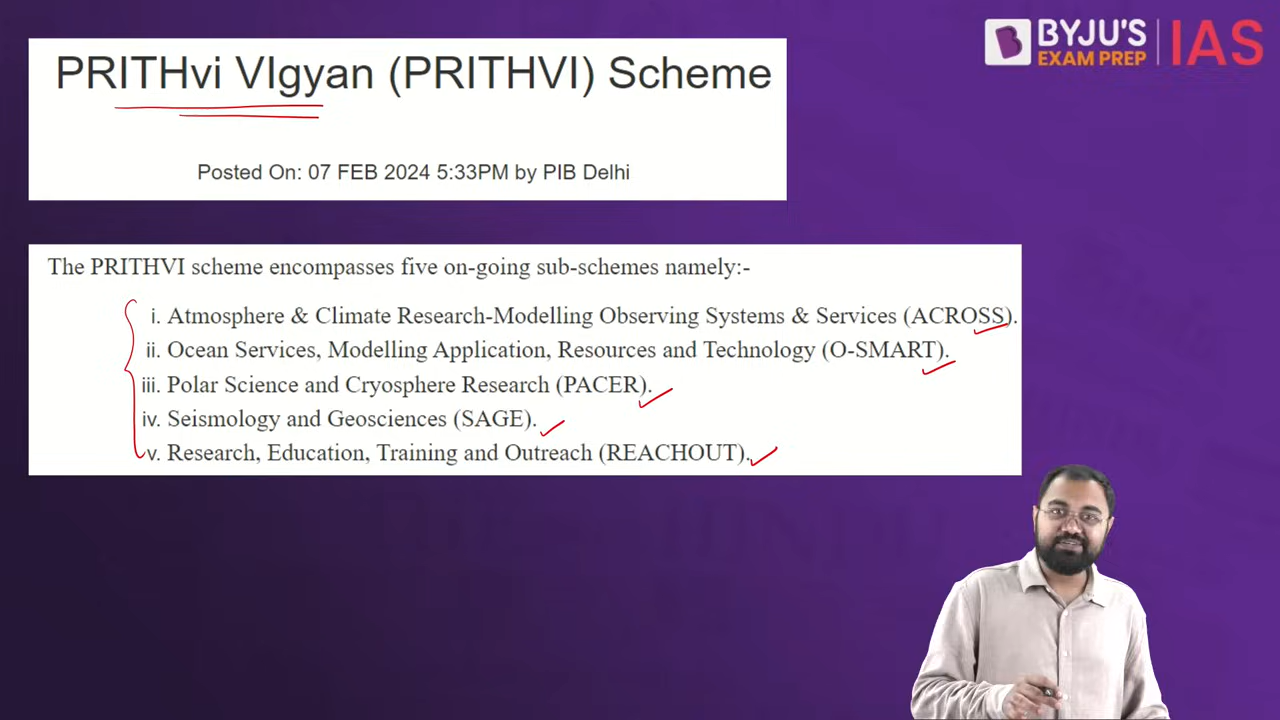 PRITHvi VIgyan (PRITHVI) Scheme
BYJU'S
EXAM PREP
IAS
Posted On: 07 FEB 2024 5:33PM by PIB Delhi
The PRITHVI scheme encompasses five on-going sub-schemes namely:-
i. Atmosphere & Climate Research-Modelling Observing Systems & Services (ACROSS).
ii. Ocean Services, Modelling Application, Resources and Technology (O-SMART).
iii. Polar Science and Cryosphere Research (PACER).
iv. Seismology and Geosciences (SAGE).
v. Research, Education, Training and Outreach (REACHOUT).